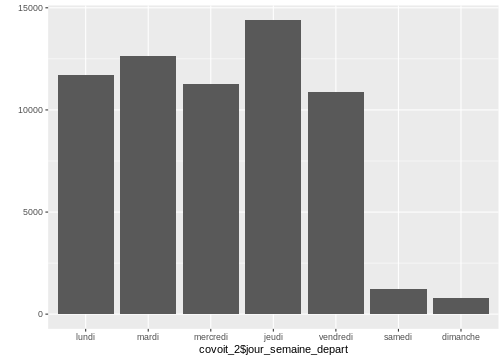 15000
10000
5000
0
lundi mardi mercredi jeudi vendredi samedi dimanche
covoit_2$jour_semaine_depart